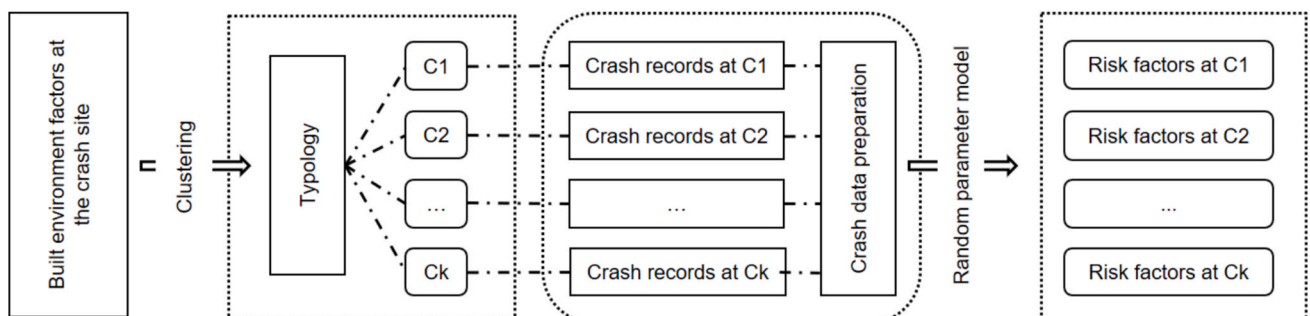 Built environment factors at
the crash site
Clustering
Typology
C1
C2
...
Ck
Crash records at C1
Crash records at C2
...
Crash records at Ck
Crash data preparation
Random parameter model
Risk factors at C1
Risk factors at C2
...
Risk factors at Ck